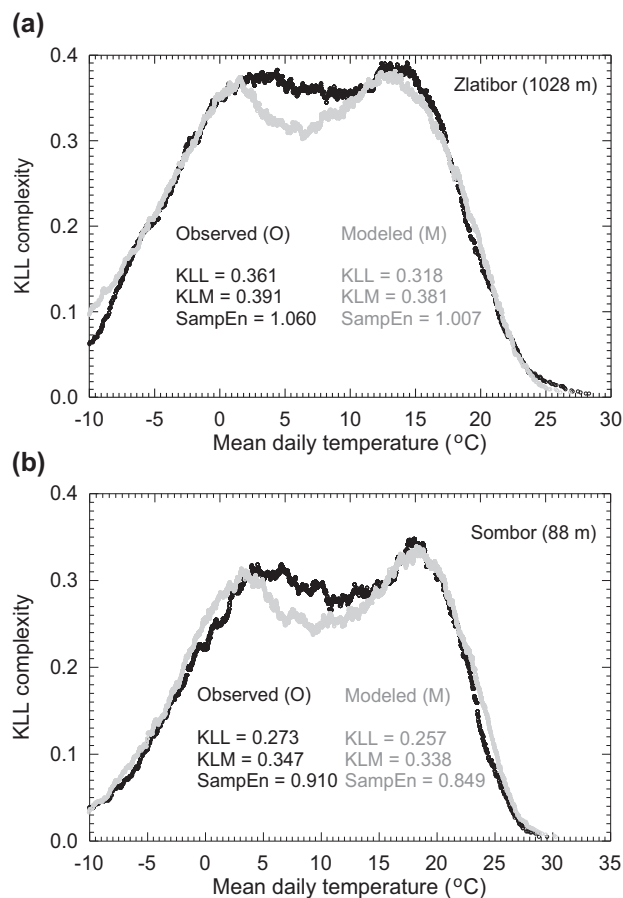 (a)
0.4
0.3
0.2
0.1
0.0
KLL complexity
Zlatibor (1028 m)
Observed (O) Modeled (M)
KLL = 0.361 KLL = 0.318
KLM = 0.391 KLM = 0.381
SampEn = 1.060 SampEn = 1.007
-10 -5 0 5 10 15 20 25 30
Mean daily temperature (°C)
(b)
0.4
0.3
0.2
0.1
0.0
KLL complexity
Sombor (88 m)
Observed (O) Modeled (M)
KLL = 0.273 KLL = 0.257
KLM = 0.347 KLM = 0.338
SampEn = 0.910 SampEn = 0.849
-10 -5 0 5 10 15 20 25 30 35
Mean daily temperature (°C)